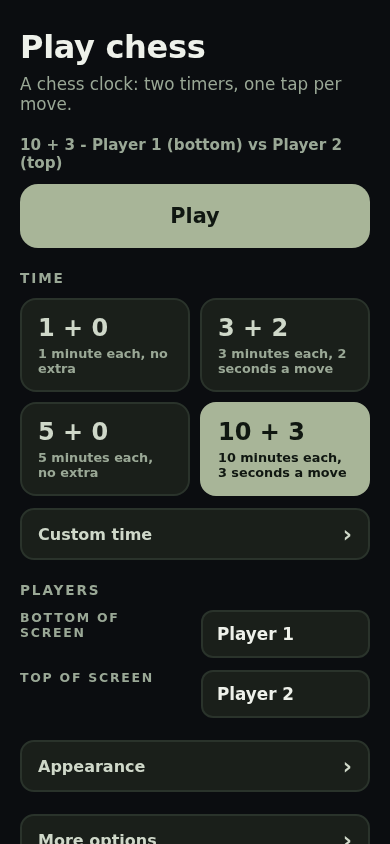 Play chess
A chess clock: two timers, one tap per
move.
10 + 3 - Player 1 (bottom) vs Player 2
(top)
Play
TIME
1 + 0
1 minute each, no
extra
3 + 2
3 minutes each, 2
seconds a move
5 + 0
5 minutes each,
no extra
10 + 3
10 minutes each,
3 seconds a move
Custom time ›
PLAYERS
BOTTOM OF
SCREEN
Player 1
TOP OF SCREEN
Player 2
Appearance ›
More options ›